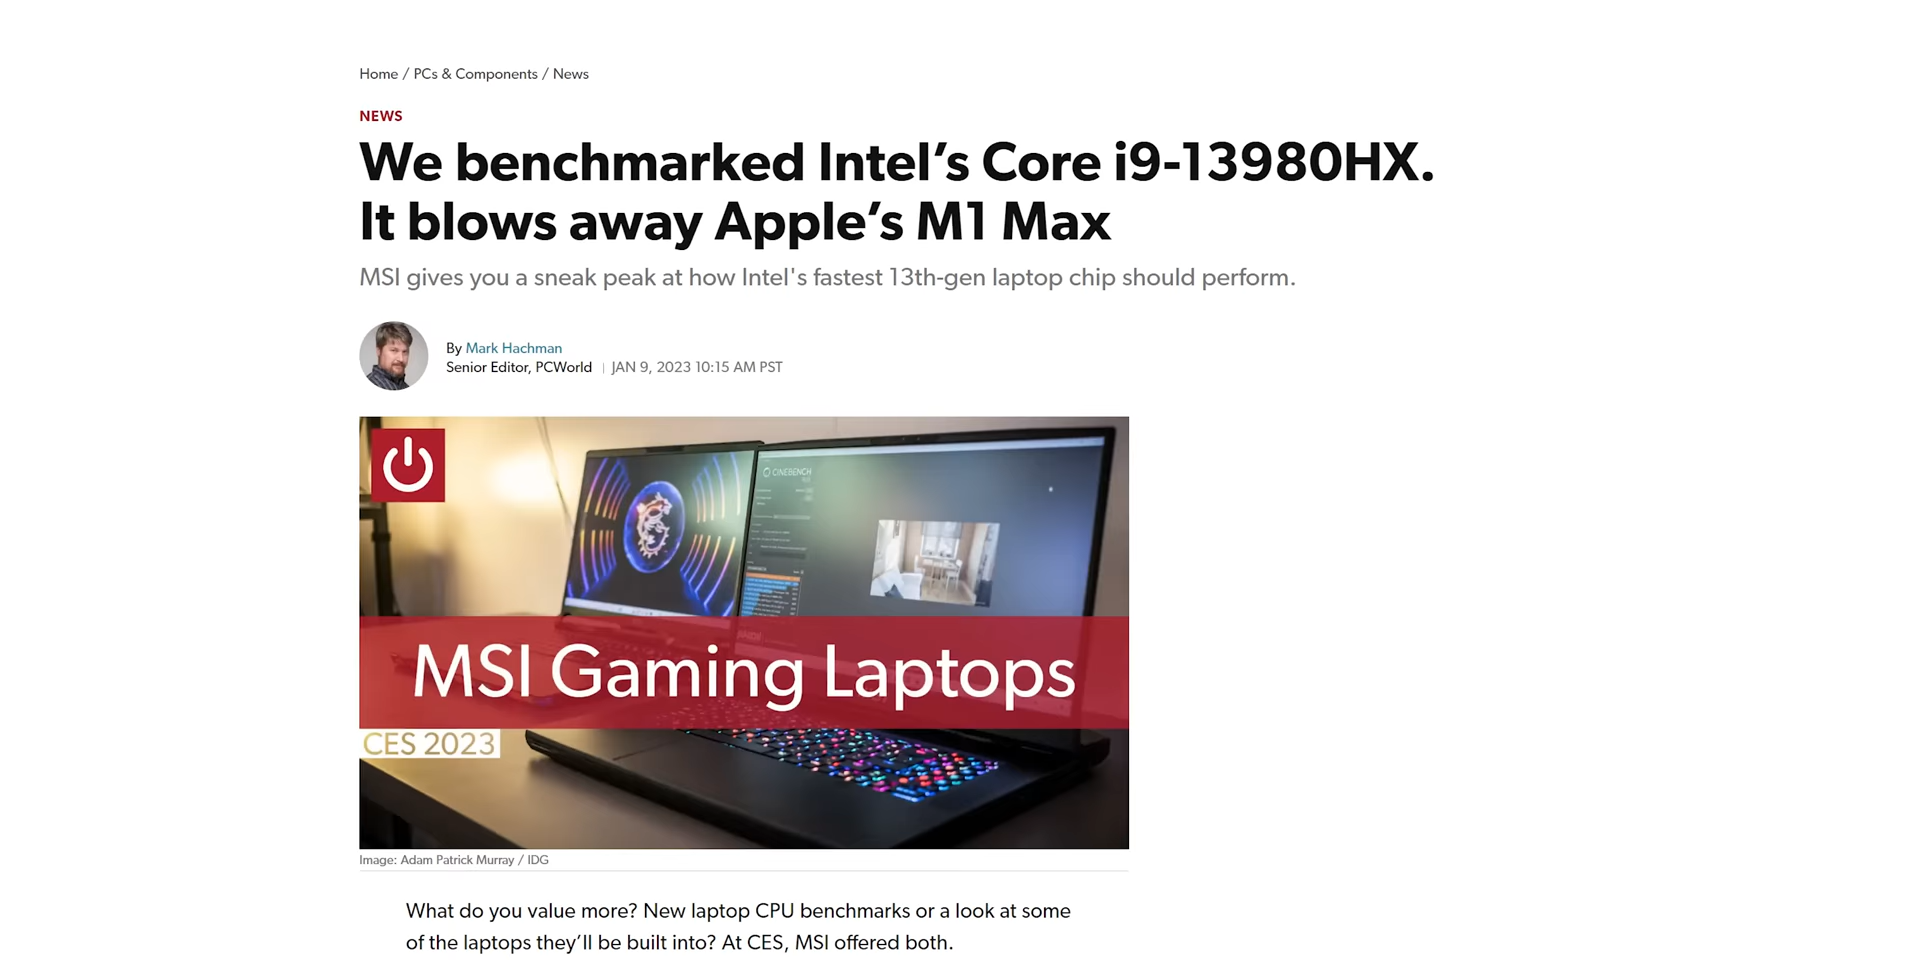 Home / PCs & Components / News
NEWS
We benchmarked Intel’s Core i9-13980HX.
It blows away Apple’s M1 Max
MSI gives you a sneak peak at how Intel's fastest 13th-gen laptop chip should perform.
By Mark Hachman
Senior Editor, PCWorld | JAN 9, 2023 10:15 AM PST
CINEBENCH
MSI Gaming Laptops
CES 2023
Image: Adam Patrick Murray / IDG
What do you value more? New laptop CPU benchmarks or a look at some
of the laptops they’ll be built into? At CES, MSI offered both.